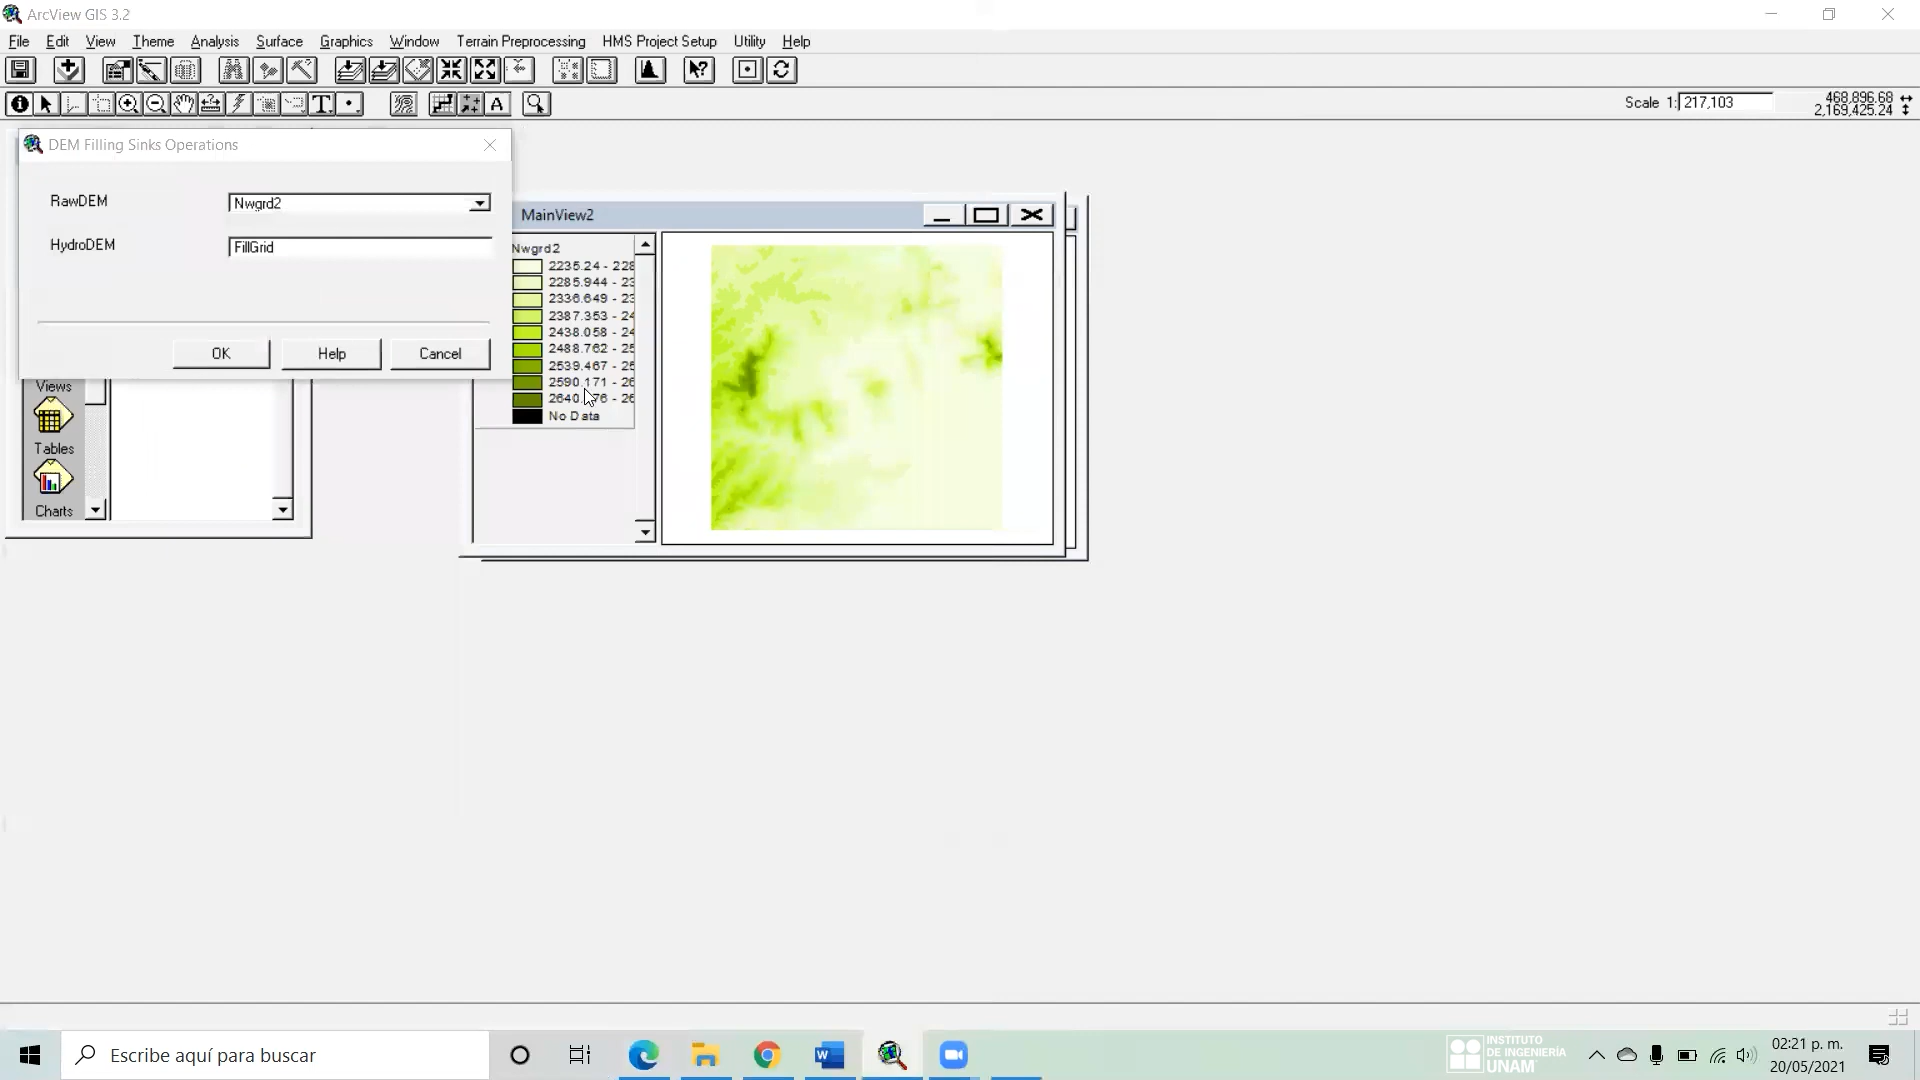 ArcView GIS 3.2
File Edit View Theme Analysis Surface Graphics Window Terrain Preprocessing HMS Project Setup Utility Help
Scale 1: 217,103
468,896.68
2,169,425.24
DEM Filling Sinks Operations
RawDEM Nwgrd2
HydroDEM FillGrid
OK Help Cancel
Views
Tables
Charts
MainView2
Nwgrd2
2235.24 - 228
2285.944 - 23
2336.649 - 23
2387.353 - 24
2438.058 - 24
2488.762 - 25
2539.467 - 25
2590.171 - 26
No Data
Escribe aquí para buscar
INSTITUTO
DE INGENIERÍA
UNAM
02:21 p. m.
20/05/2021